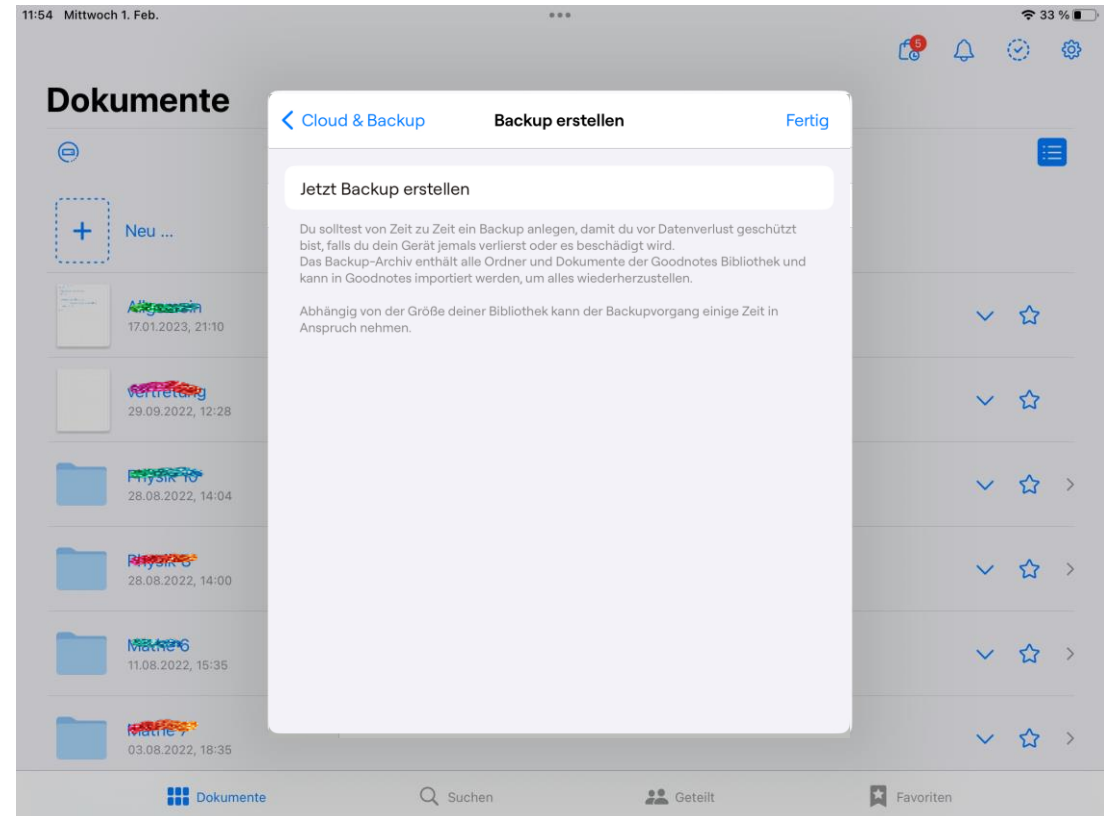 11:54 Mittwoch 1. Feb.
33 %
5
Dokumente
Cloud & Backup
Backup erstellen
Fertig
Jetzt Backup erstellen
Neu ...
Du solltest von Zeit zu Zeit ein Backup anlegen, damit du vor Datenverlust geschützt
bist, falls du dein Gerät jemals verlierst oder es beschädigt wird.
Das Backup-Archiv enthält alle Ordner und Dokumente der Goodnotes Bibliothek und
kann in Goodnotes importiert werden, um alles wiederherzustellen.
Abhängig von der Größe deiner Bibliothek kann der Backupvorgang einige Zeit in
Anspruch nehmen.
17.01.2023, 21:10
29.09.2022, 12:28
28.08.2022, 14:04
28.08.2022, 14:00
11.08.2022, 15:35
03.08.2022, 18:35
Dokumente
Suchen
Geteilt
Favoriten